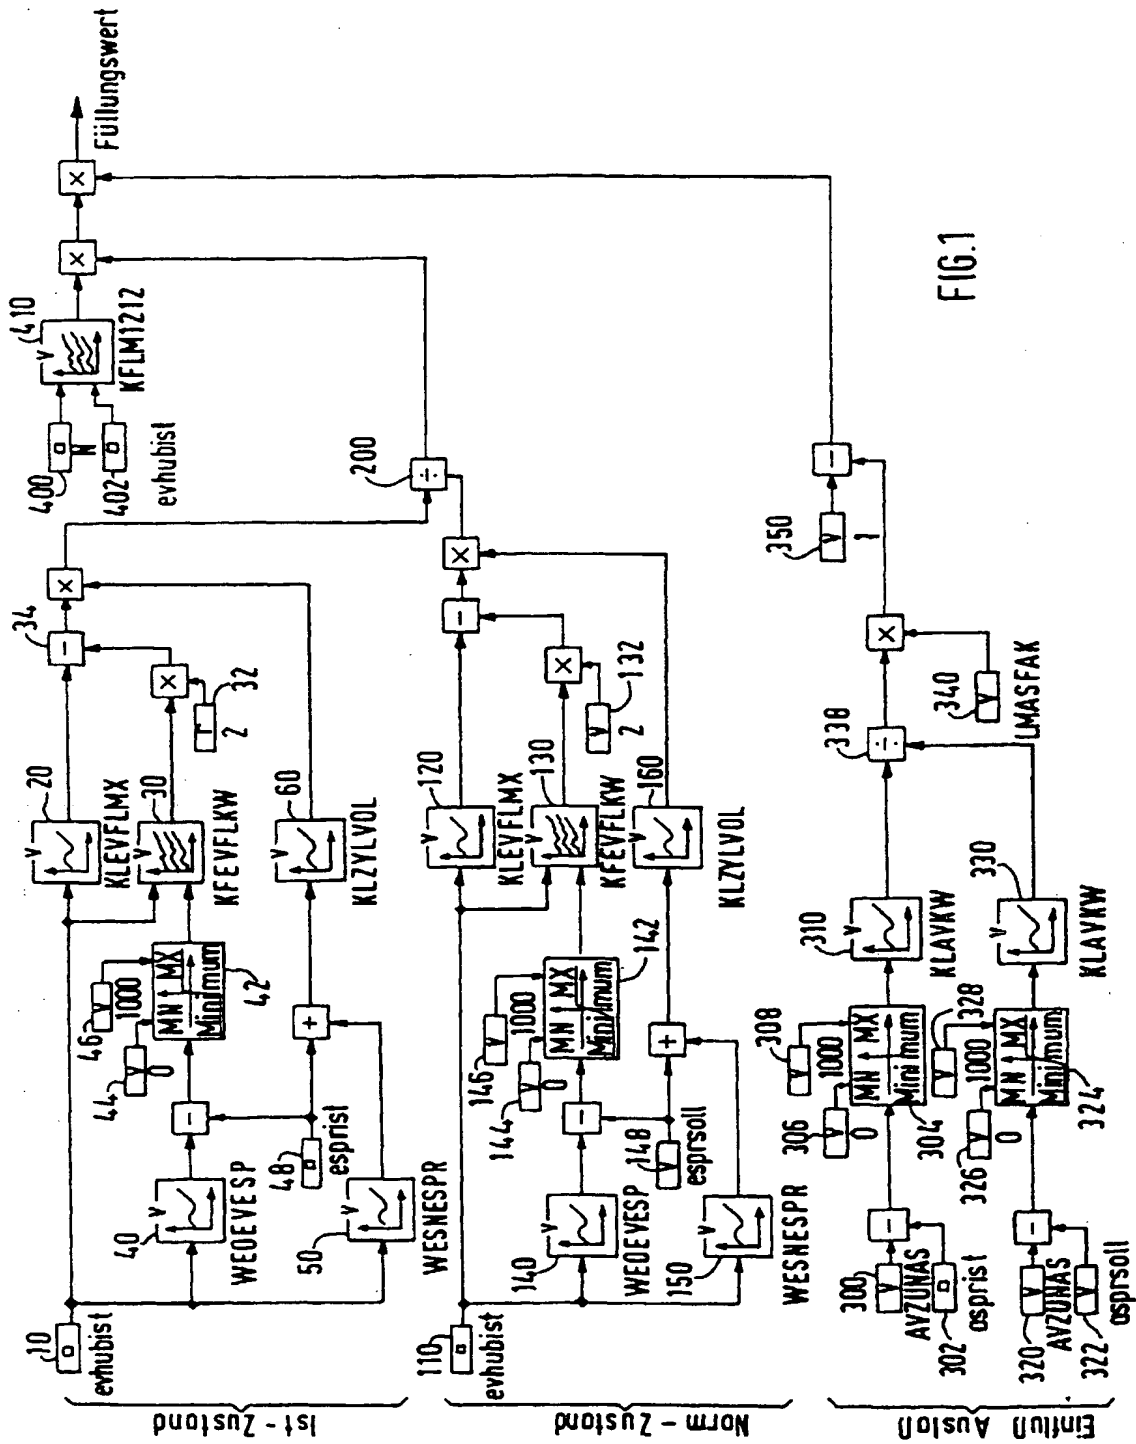 Ist-Zustand
10
evhubist
40
WEOEVESP
50
WESNESPR
48
esprist
44
0
46
1000
MN MX
Minimum
42
20
KLEVFLMX
30
KFEVFLKW
60
KLZYLVOL
34
32
2
400
N
402
evhubist
410
KFLM1212
Füllungswert
Norm-Zustand
110
evhubist
140
WEOEVESP
150
WESNESPR
148
esprsoll
144
0
146
1000
MN MX
Minimum
142
120
KLEVFLMX
130
KFEVFLKW
160
KLZYLVOL
132
2
200
Einfluß Auslaß
300
AVZUNAS
302
asprist
320
AVZUNAS
322
asprsoll
306
0
308
1000
MN MX
Minimum
304
326
0
328
1000
MN MX
Minimum
324
310
KLAVKW
330
KLAVKW
338
340
LMASFAK
350
1
FIG.1